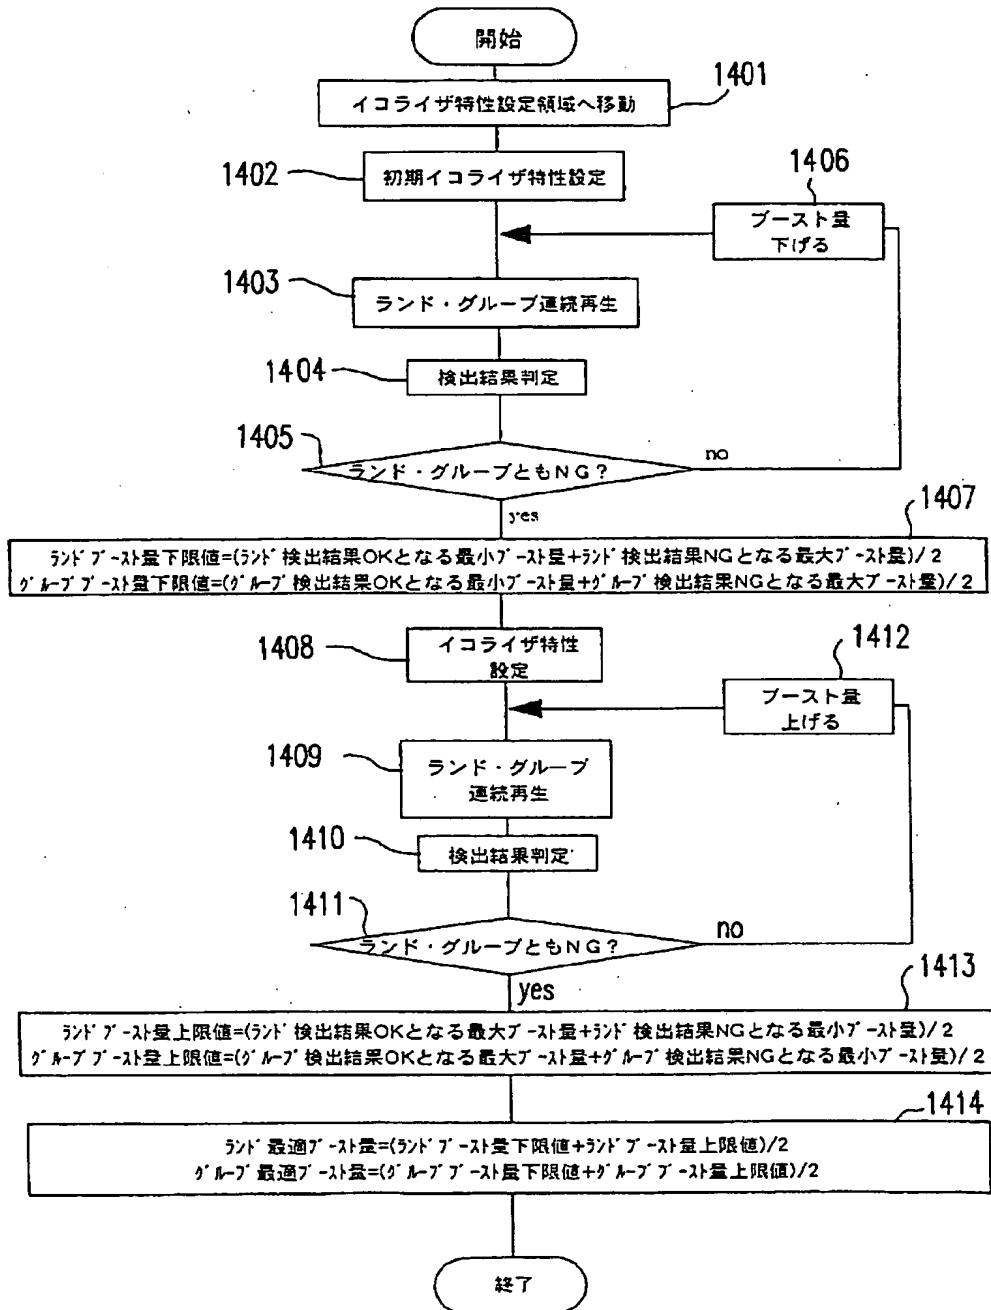 開始
1401
イコライザ特性設定領域へ移動
1402
初期イコライザ特性設定
1406
ブースト量
下げる
1403
ランド・グルーブ連続再生
1404
検出結果判定
1405
ランド・グルーブともNG?
no
yes
1407
ランドブースト量下限値=(ランド検出結果OKとなる最小ブースト量+ランド検出結果NGとなる最大ブースト量)/2
グルーブブースト量下限値=(グルーブ検出結果OKとなる最小ブースト量+グルーブ検出結果NGとなる最大ブースト量)/2
1408
イコライザ特性
設定
1412
ブースト量
上げる
1409
ランド・グルーブ
連続再生
1410
検出結果判定
1411
ランド・グルーブともNG?
no
yes
1413
ランドブースト量上限値=(ランド検出結果OKとなる最大ブースト量+ランド検出結果NGとなる最小ブースト量)/2
グルーブブースト量上限値=(グルーブ検出結果OKとなる最大ブースト量+グルーブ検出結果NGとなる最小ブースト量)/2
1414
ランド最適ブースト量=(ランドブースト量下限値+ランドブースト量上限値)/2
グルーブ最適ブースト量=(グルーブブースト量下限値+グルーブブースト量上限値)/2
終了